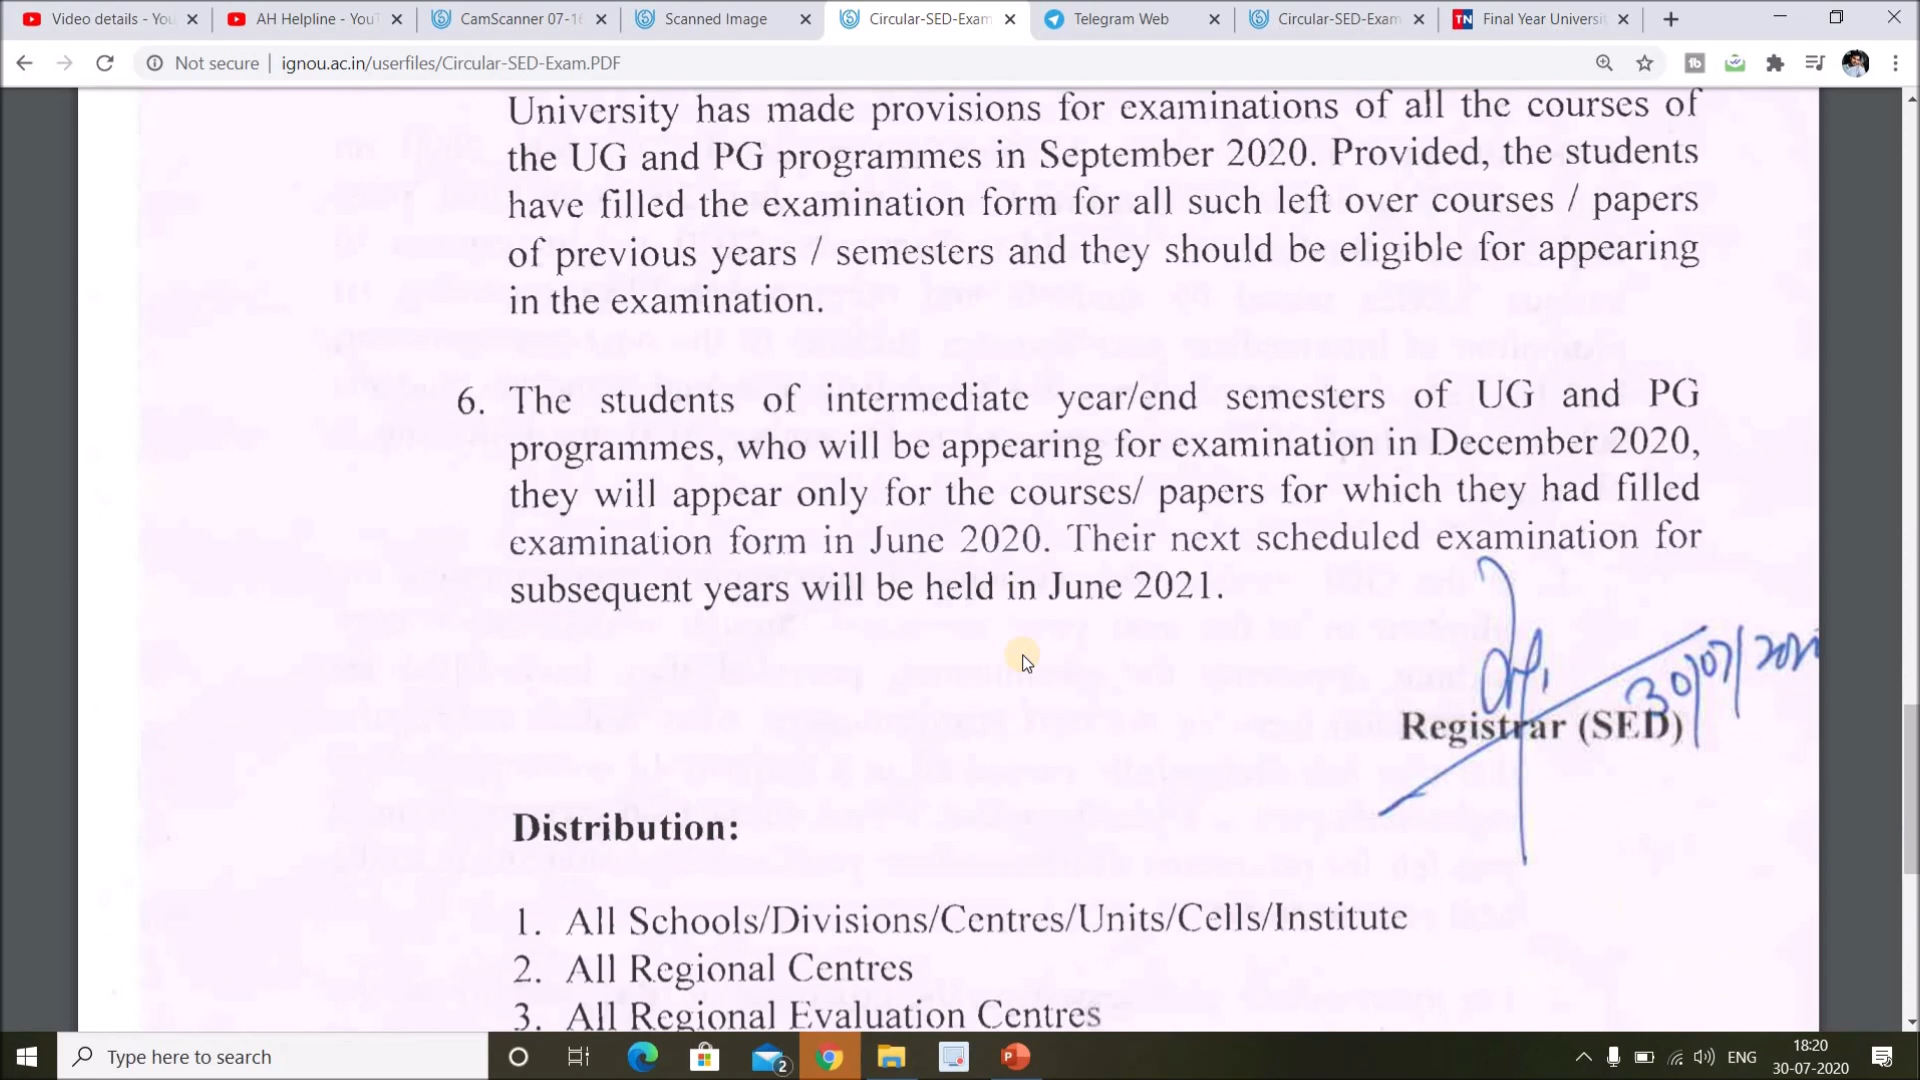 Video details - You
AH Helpline - YouT
CamScanner 07-16
Scanned Image
Circular-SED-Exam
Telegram Web
Circular-SED-Exam
Final Year Universit
Not secure | ignou.ac.in/userfiles/Circular-SED-Exam.PDF
University has made provisions for examinations of all the courses of
the UG and PG programmes in September 2020. Provided, the students
have filled the examination form for all such left over courses / papers
of previous years / semesters and they should be eligible for appearing
in the examination.
6. The students of intermediate year/end semesters of UG and PG
programmes, who will be appearing for examination in December 2020,
they will appear only for the courses/ papers for which they had filled
examination form in June 2020. Their next scheduled examination for
subsequent years will be held in June 2021.
30/07/2020
Registrar (SED)
Distribution:
1. All Schools/Divisions/Centres/Units/Cells/Institute
2. All Regional Centres
3. All Regional Evaluation Centres
Type here to search
2
ENG
18:20
30-07-2020